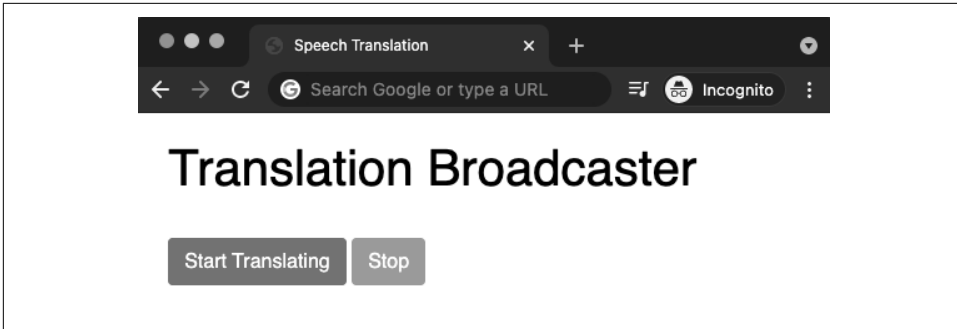 Speech Translation
Search Google or type a URL
Incognito
Translation Broadcaster
Start Translating Stop